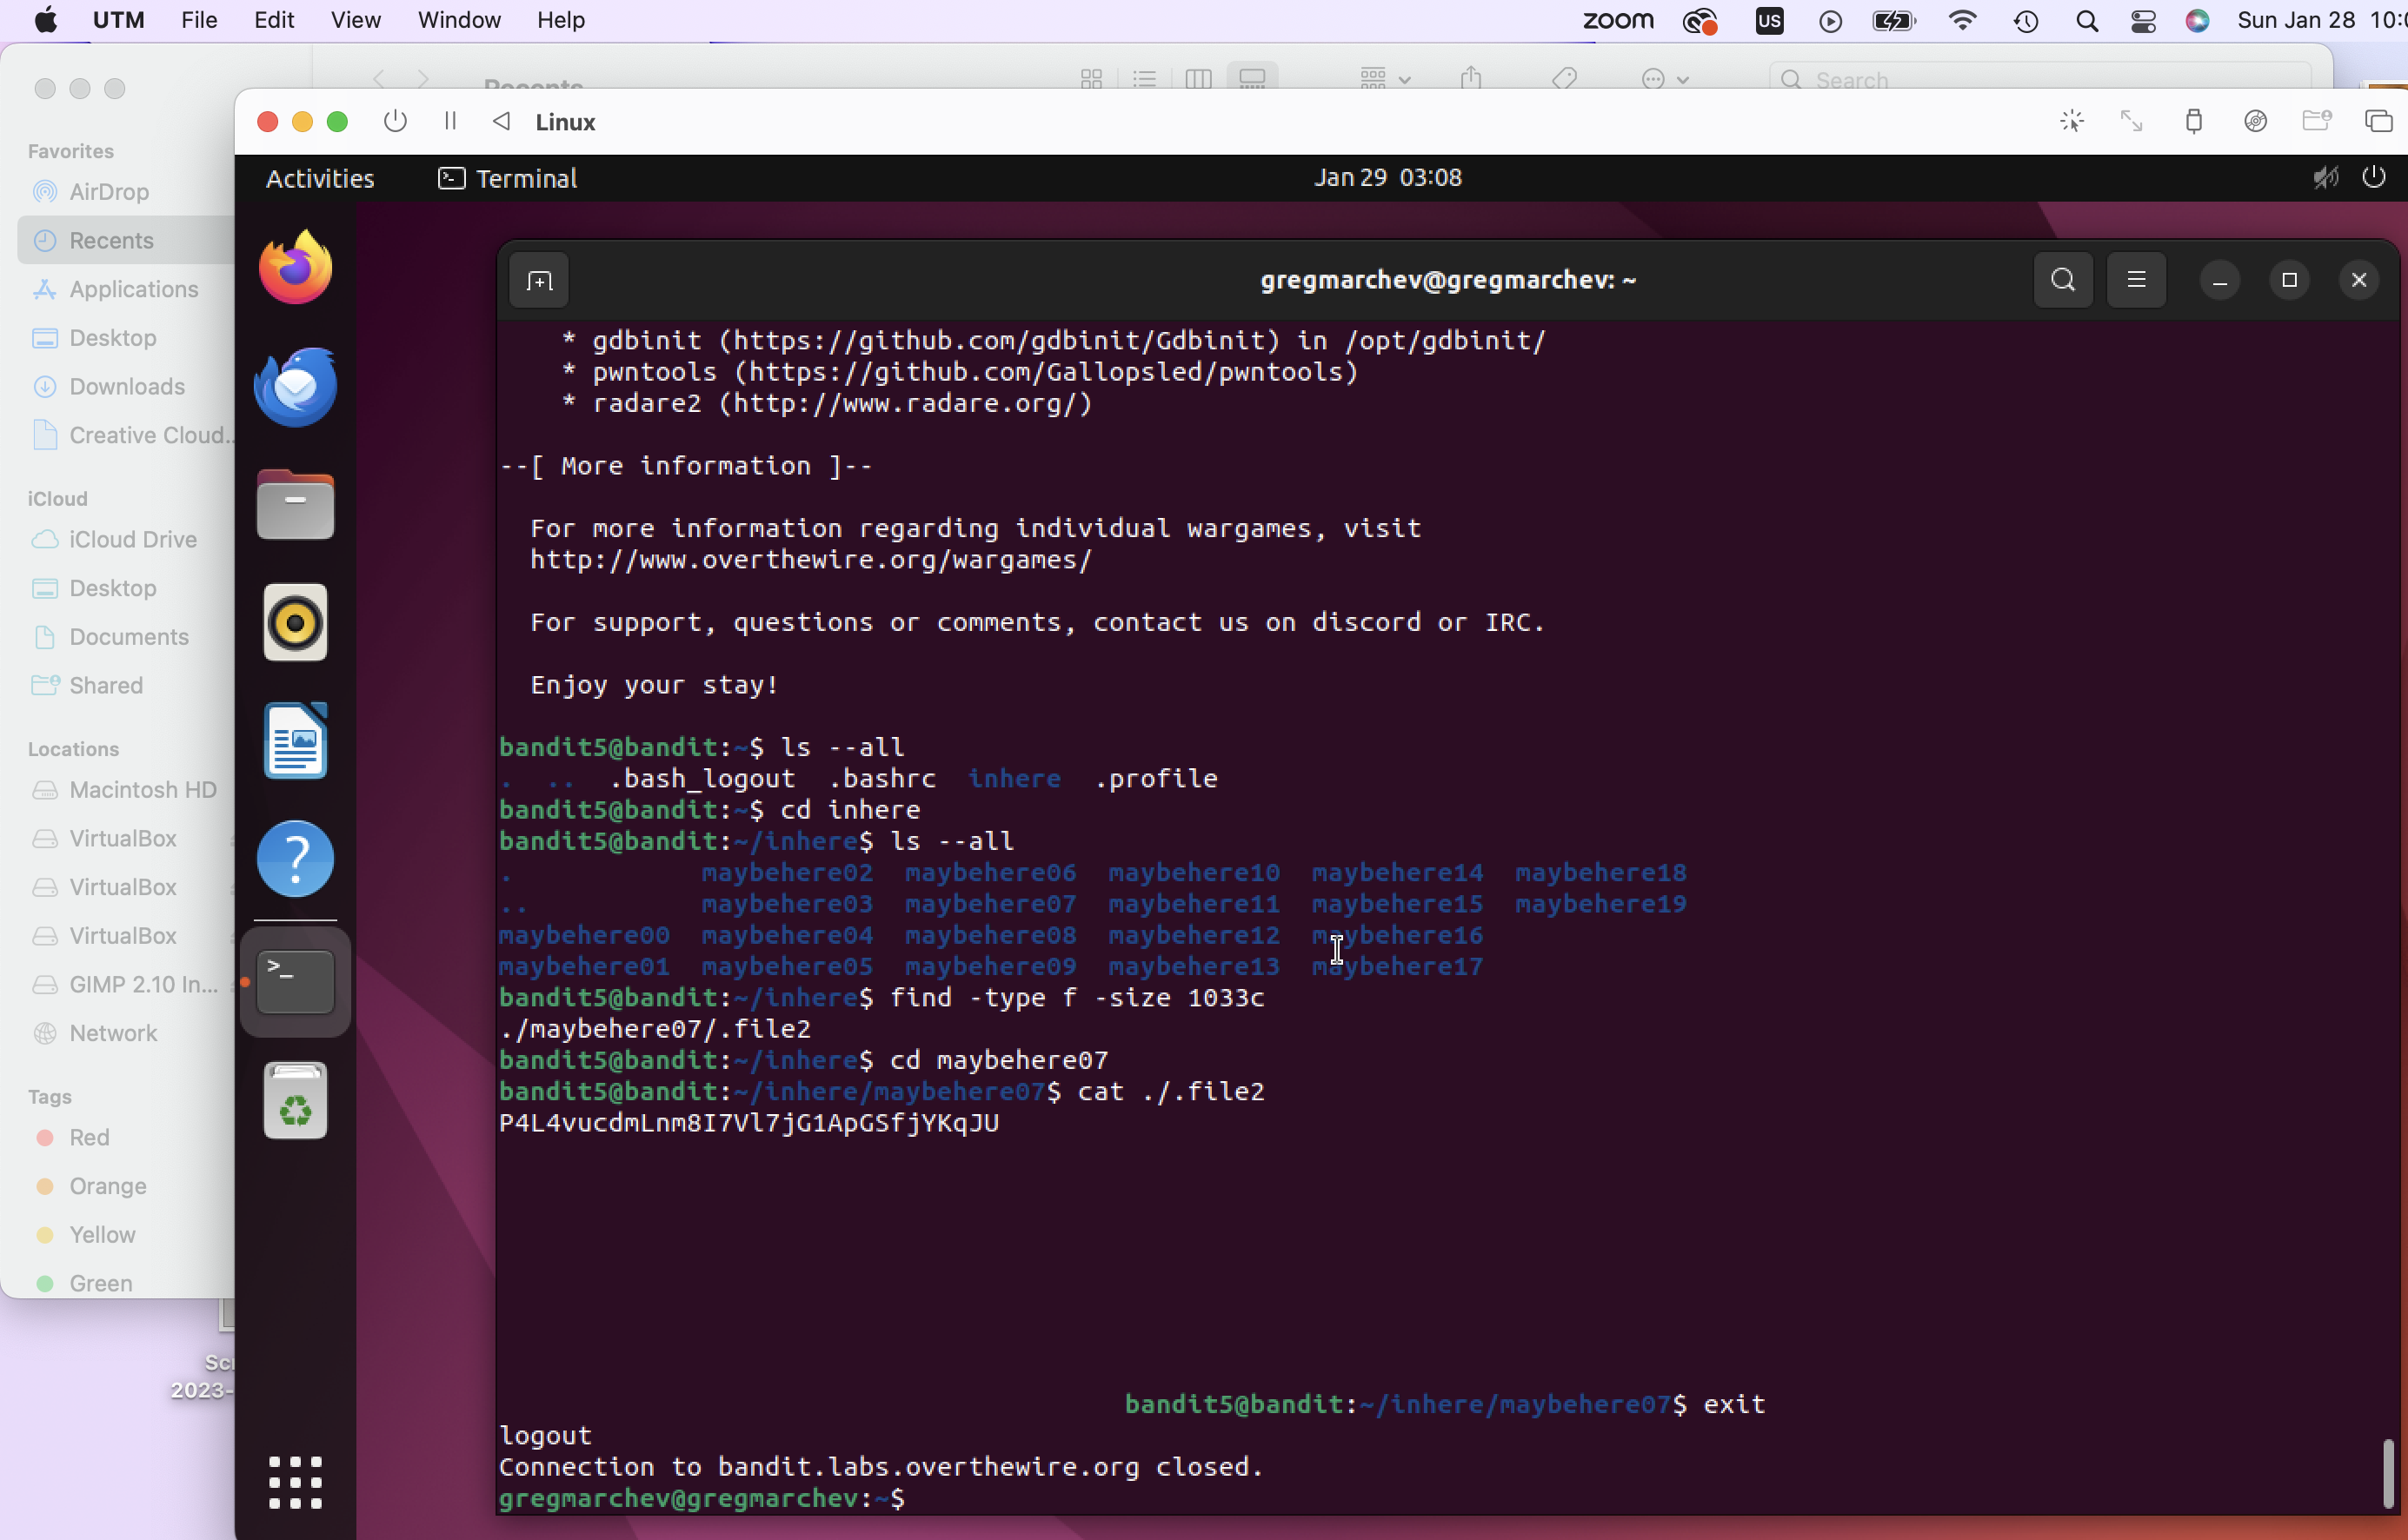 UTM File Edit View Window Help zoom US Sun Jan 28
Search
Linux
Favorites
AirDrop
Recents
Applications
Desktop
Downloads
Creative Cloud...
iCloud
iCloud Drive
Desktop
Documents
Shared
Locations
Macintosh HD
VirtualBox
VirtualBox
VirtualBox
GIMP 2.10 In...
Network
Tags
Red
Orange
Yellow
Green
2023-
Activities Terminal Jan 29 03:08
gregmarchev@gregmarchev: ~
* gdbinit (https://github.com/gdbinit/Gdbinit) in /opt/gdbinit/
* pwntools (https://github.com/Gallopsled/pwntools)
* radare2 (http://www.radare.org/)
--[ More information ]--
For more information regarding individual wargames, visit
http://www.overthewire.org/wargames/
For support, questions or comments, contact us on discord or IRC.
Enjoy your stay!
bandit5@bandit:~$ ls --all
. .. .bash_logout .bashrc inhere .profile
bandit5@bandit:~$ cd inhere
bandit5@bandit:~/inhere$ ls --all
. maybehere02 maybehere06 maybehere10 maybehere14 maybehere18
.. maybehere03 maybehere07 maybehere11 maybehere15 maybehere19
maybehere00 maybehere04 maybehere08 maybehere12 maybehere16
maybehere01 maybehere05 maybehere09 maybehere13 maybehere17
bandit5@bandit:~/inhere$ find -type f -size 1033c
./maybehere07/.file2
bandit5@bandit:~/inhere$ cd maybehere07
bandit5@bandit:~/inhere/maybehere07$ cat ./.file2
P4L4vucdmLnm8I7Vl7jG1ApGSfjYKqJU
bandit5@bandit:~/inhere/maybehere07$ exit
logout
Connection to bandit.labs.overthewire.org closed.
gregmarchev@gregmarchev:~$